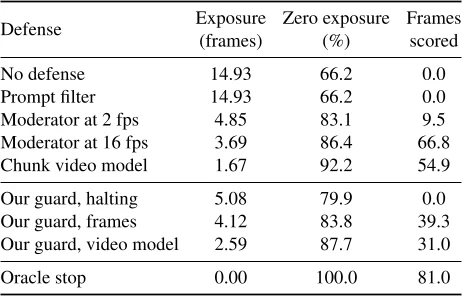 Defense Exposure (frames) Zero exposure (%) Frames scored
No defense 14.93 66.2 0.0
Prompt filter 14.93 66.2 0.0
Moderator at 2 fps 4.85 83.1 9.5
Moderator at 16 fps 3.69 86.4 66.8
Chunk video model 1.67 92.2 54.9
Our guard, halting 5.08 79.9 0.0
Our guard, frames 4.12 83.8 39.3
Our guard, video model 2.59 87.7 31.0
Oracle stop 0.00 100.0 81.0